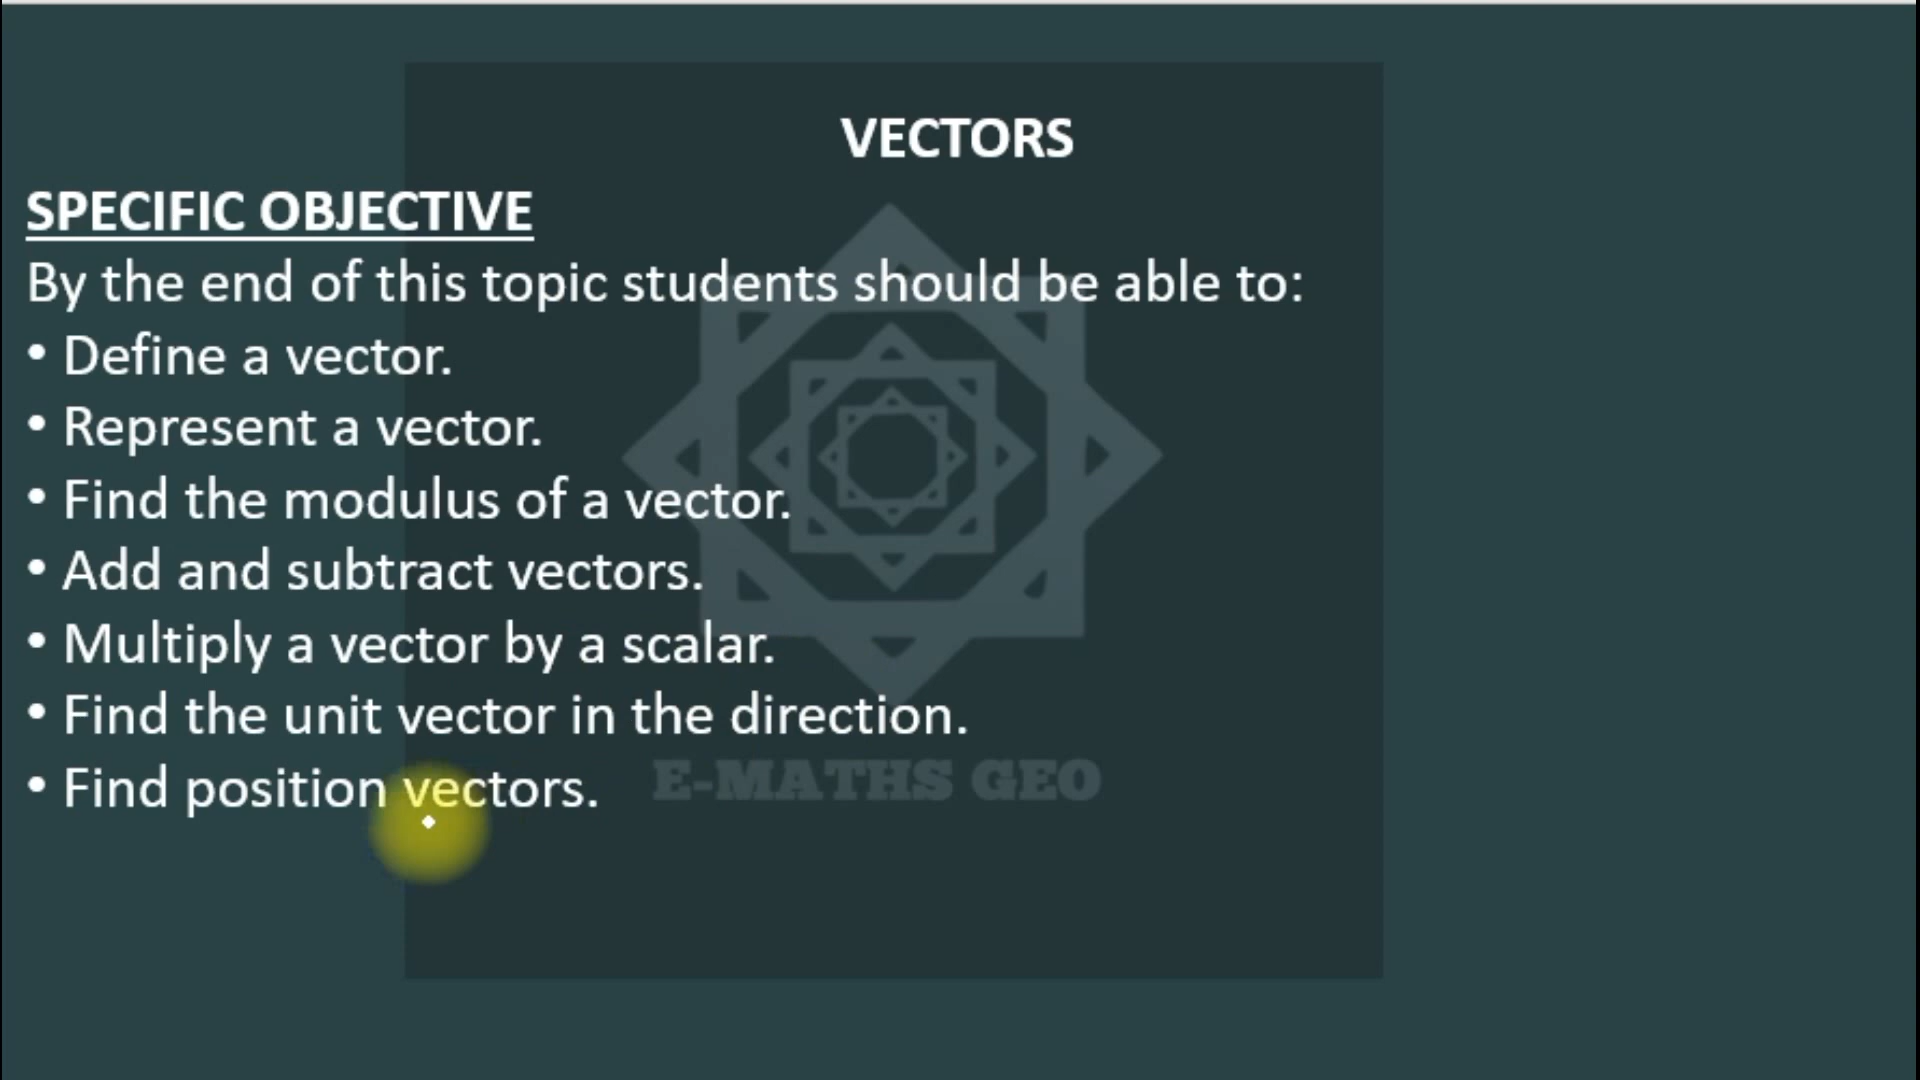 VECTORS
SPECIFIC OBJECTIVE
By the end of this topic students should be able to:
• Define a vector.
• Represent a vector.
• Find the modulus of a vector.
• Add and subtract vectors.
• Multiply a vector by a scalar.
• Find the unit vector in the direction.
• Find position vectors.
E-MATHS GEO